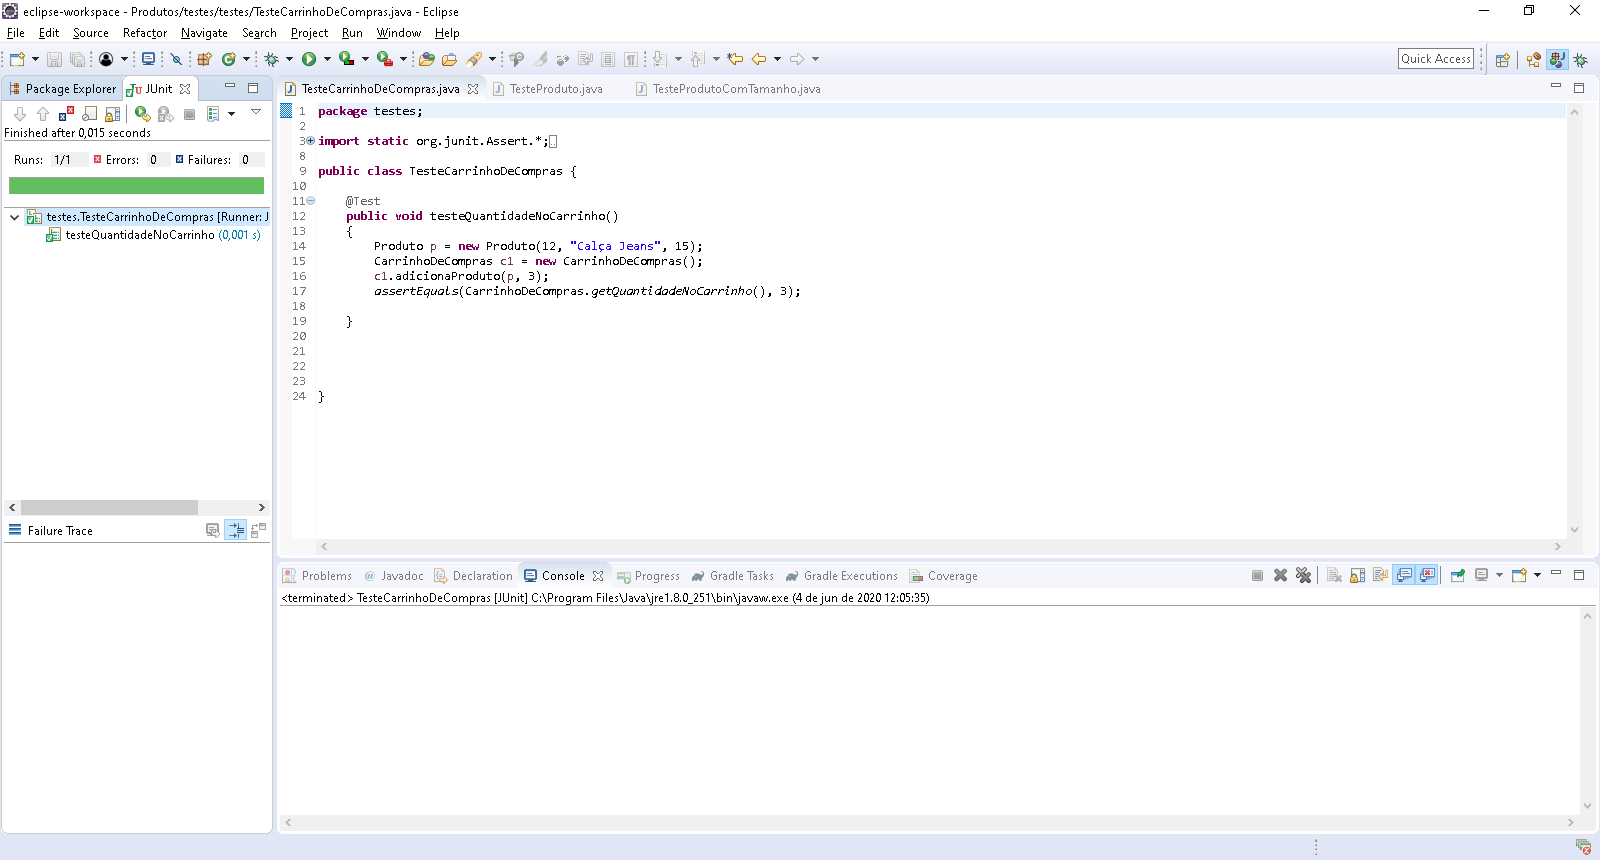 eclipse-workspace - Produtos/testes/testes/TesteCarrinhoDeCompras.java - Eclipse
File Edit Source Refactor Navigate Search Project Run Window Help
Quick Access
Package Explorer JUnit
Finished after 0,015 seconds
Runs: 1/1 Errors: 0 Failures: 0
testes.TesteCarrinhoDeCompras [Runner: J
testeQuantidadeNoCarrinho (0,001 s)
Failure Trace
TesteCarrinhoDeCompras.java TesteProduto.java TesteProdutoComTamanho.java
1 package testes;
2
3 import static org.junit.Assert.*;
8
9 public class TesteCarrinhoDeCompras {
10
11 @Test
12 public void testeQuantidadeNoCarrinho()
13 {
14 Produto p = new Produto(12, "Calça Jeans", 15);
15 CarrinhoDeCompras c1 = new CarrinhoDeCompras();
16 c1.adicionaProduto(p, 3);
17 assertEquals(CarrinhoDeCompras.getQuantidadeNoCarrinho(), 3);
18
19 }
20
21
22
23
24 }
Problems Javadoc Declaration Console Progress Gradle Tasks Gradle Executions Coverage
<terminated> TesteCarrinhoDeCompras [JUnit] C:\Program Files\Java\jre1.8.0_251\bin\javaw.exe (4 de jun de 2020 12:05:35)